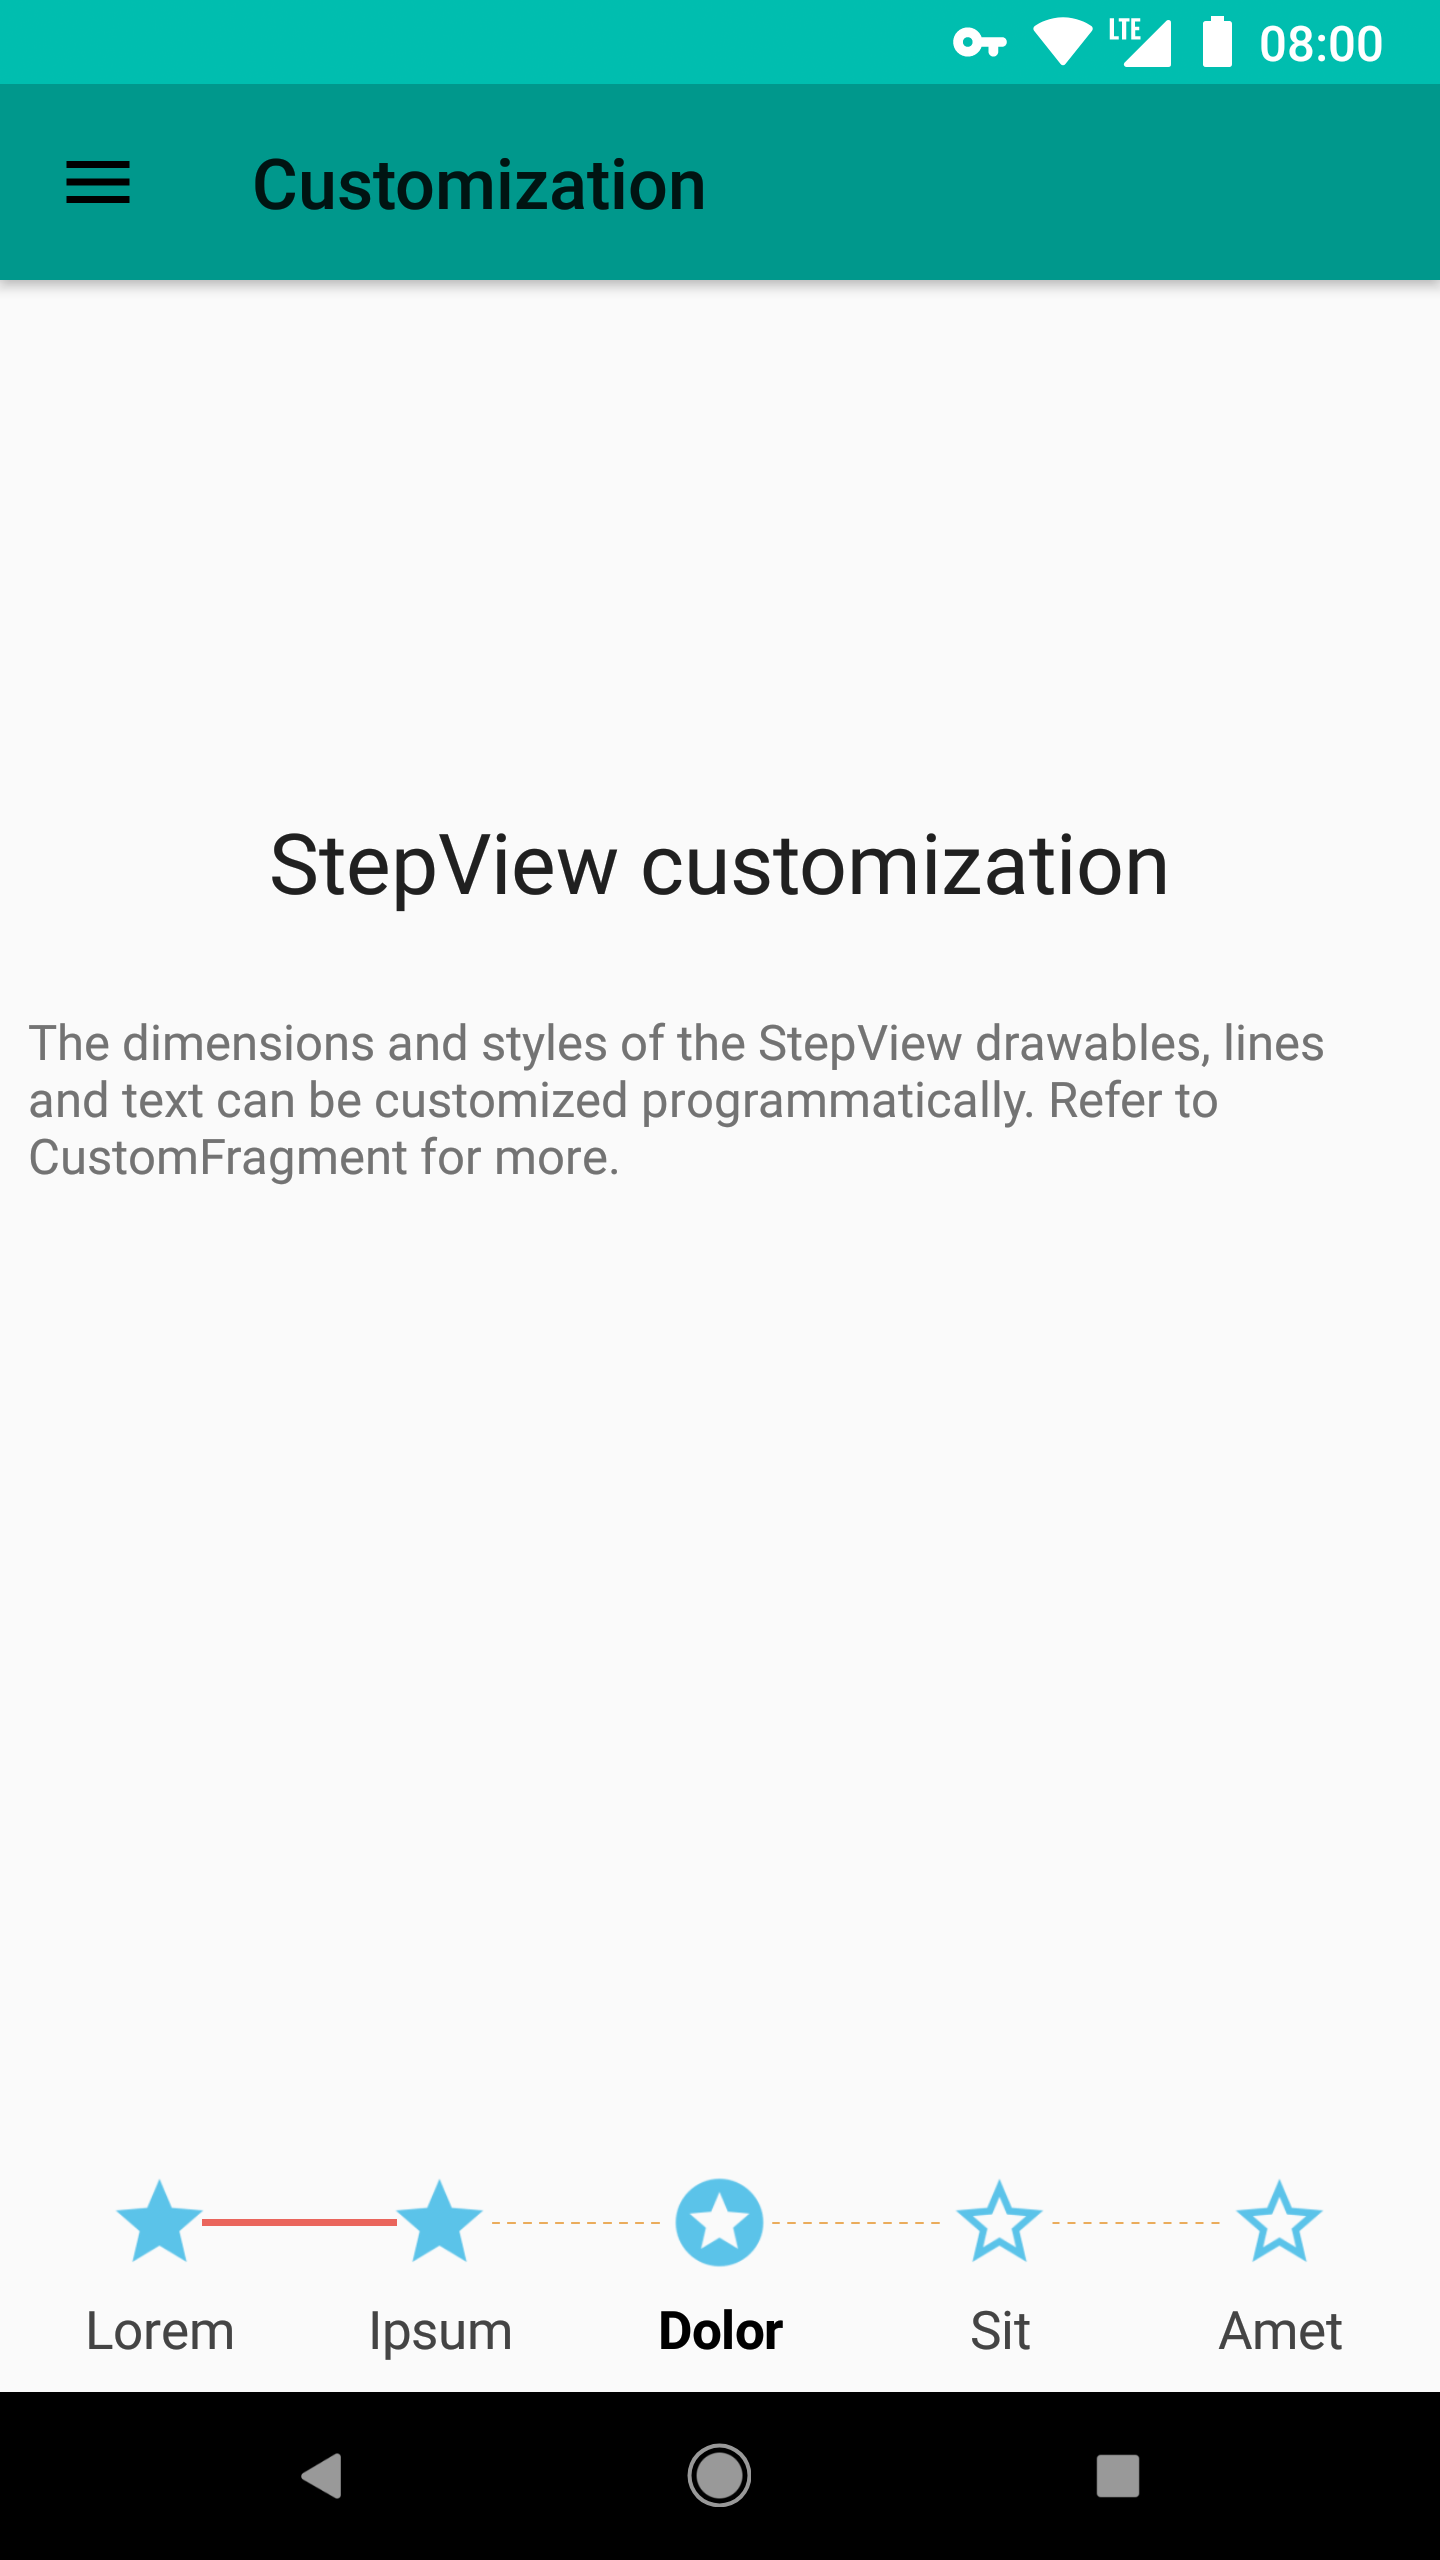 LTE 08:00
Customization
StepView customization
The dimensions and styles of the StepView drawables, lines
and text can be customized programmatically. Refer to
CustomFragment for more.
Lorem Ipsum Dolor Sit Amet